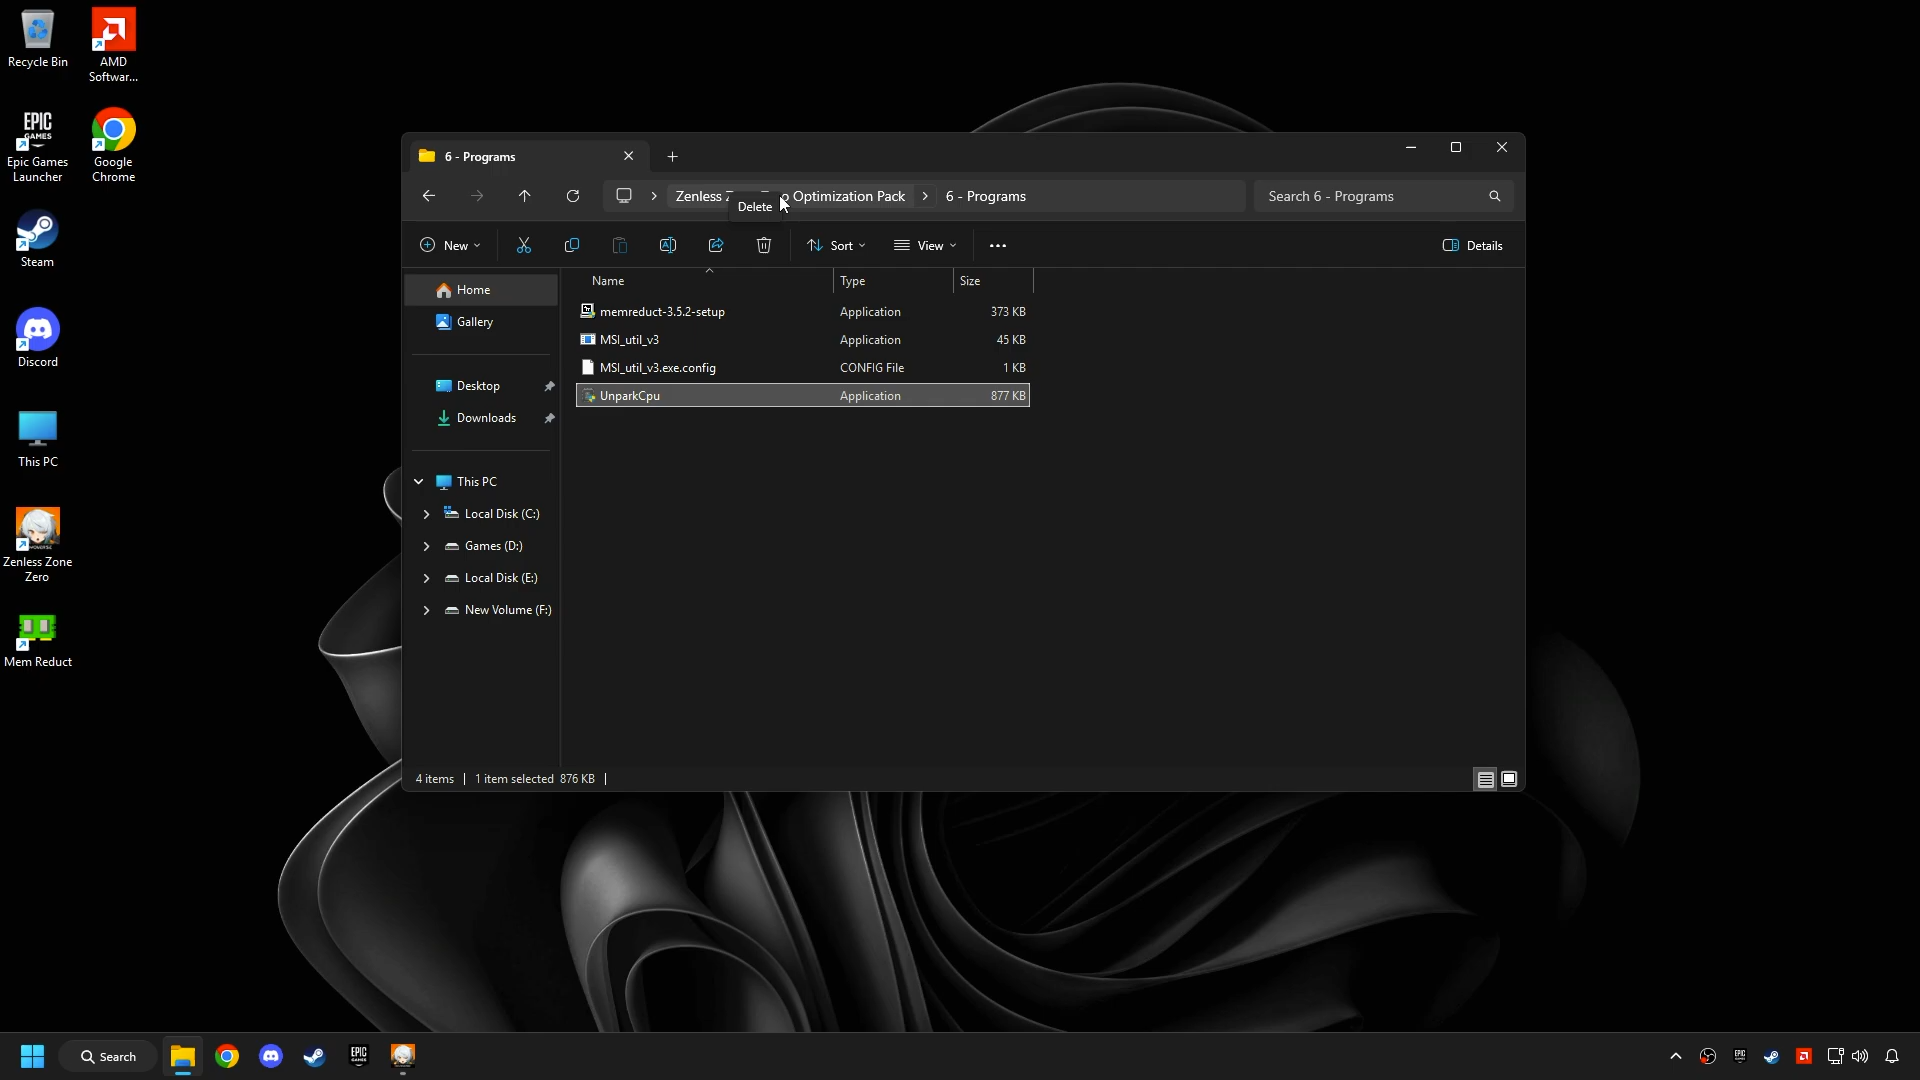 Recycle Bin
AMD
Softwar...
EPIC
GAMES
Epic Games
Launcher
Google
Chrome
Steam
Discord
This PC
Zenless Zone
Zero
Mem Reduct
6 - Programs
Zenless Z
o Optimization Pack
6 - Programs
Search 6 - Programs
Delete
New
Sort
View
Details
Home
Gallery
Desktop
Downloads
This PC
Local Disk (C:)
Games (D:)
Local Disk (E:)
New Volume (F:)
Name
Type
Size
memreduct-3.5.2-setup
Application
373 KB
MSI_util_v3
Application
45 KB
MSI_util_v3.exe.config
CONFIG File
1 KB
UnparkCpu
Application
877 KB
4 items
1 item selected 876 KB
Search
EPIC
GAMES
EPIC